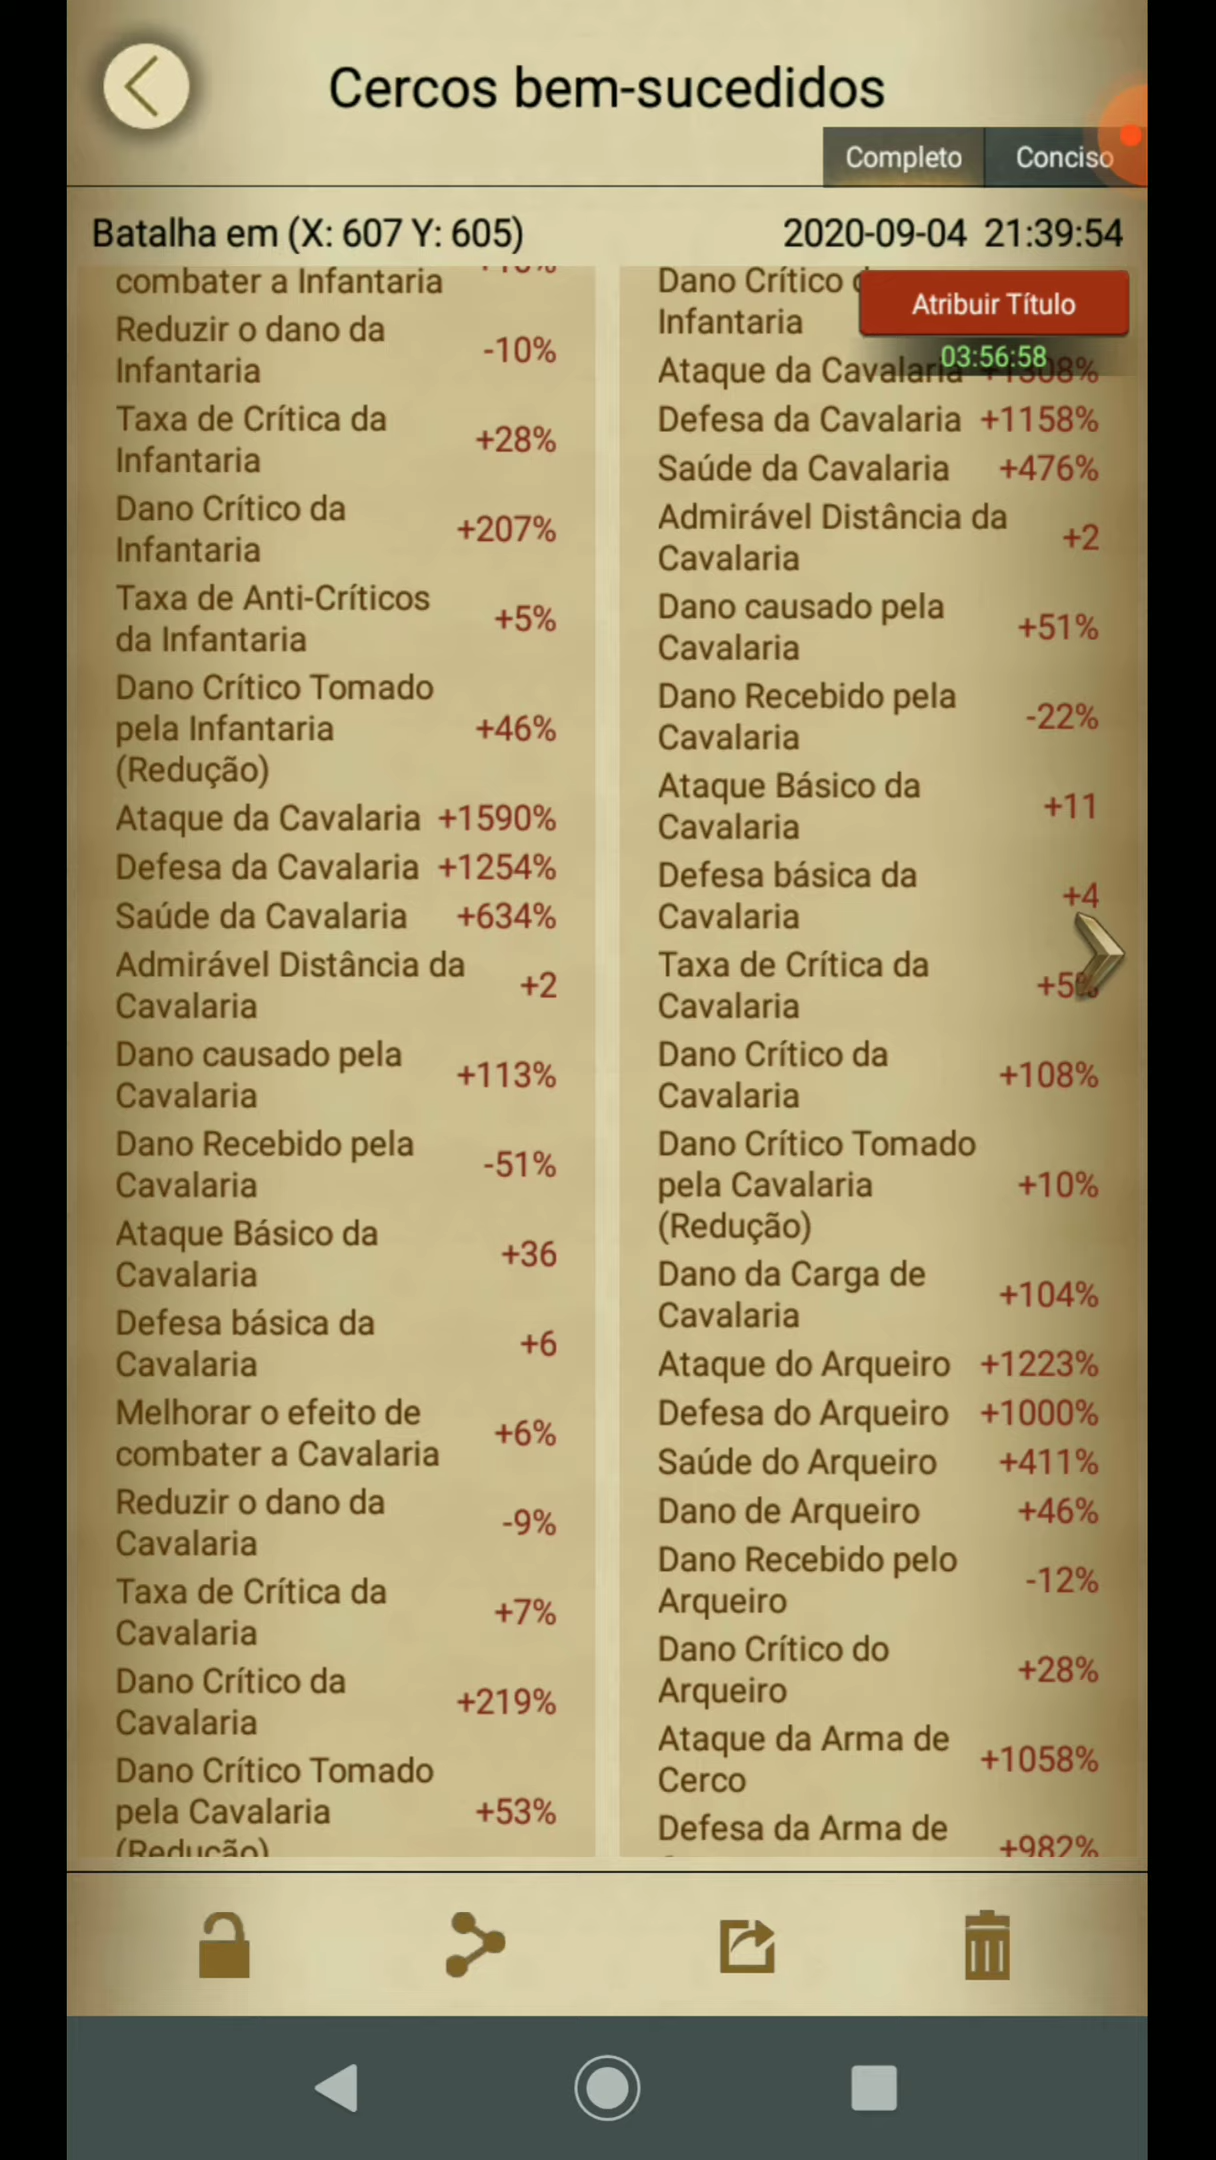 Cercos bem-sucedidos
Completo
Conciso
Batalha em (X: 607 Y: 605)
2020-09-04 21:39:54
combater a Infantaria
Reduzir o dano da
Infantaria
-10%
Taxa de Crítica da
Infantaria
+28%
Dano Crítico da
Infantaria
+207%
Taxa de Anti-Críticos
da Infantaria
+5%
Dano Crítico Tomado
pela Infantaria
(Redução)
+46%
Ataque da Cavalaria +1590%
Defesa da Cavalaria +1254%
Saúde da Cavalaria +634%
Admirável Distância da
Cavalaria
+2
Dano causado pela
Cavalaria
+113%
Dano Recebido pela
Cavalaria
-51%
Ataque Básico da
Cavalaria
+36
Defesa básica da
Cavalaria
+6
Melhorar o efeito de
combater a Cavalaria
+6%
Reduzir o dano da
Cavalaria
-9%
Taxa de Crítica da
Cavalaria
+7%
Dano Crítico da
Cavalaria
+219%
Dano Crítico Tomado
pela Cavalaria
(Redução)
+53%
Dano Crítico
Infantaria
Atribuir Título
03:56:58
Ataque da Cavalaria
Defesa da Cavalaria +1158%
Saúde da Cavalaria +476%
Admirável Distância da
Cavalaria
+2
Dano causado pela
Cavalaria
+51%
Dano Recebido pela
Cavalaria
-22%
Ataque Básico da
Cavalaria
+11
Defesa básica da
Cavalaria
+4
Taxa de Crítica da
Cavalaria
+5%
Dano Crítico da
Cavalaria
+108%
Dano Crítico Tomado
pela Cavalaria
(Redução)
+10%
Dano da Carga de
Cavalaria
+104%
Ataque do Arqueiro +1223%
Defesa do Arqueiro +1000%
Saúde do Arqueiro +411%
Dano de Arqueiro +46%
Dano Recebido pelo
Arqueiro
-12%
Dano Crítico do
Arqueiro
+28%
Ataque da Arma de
Cerco
+1058%
Defesa da Arma de
+982%